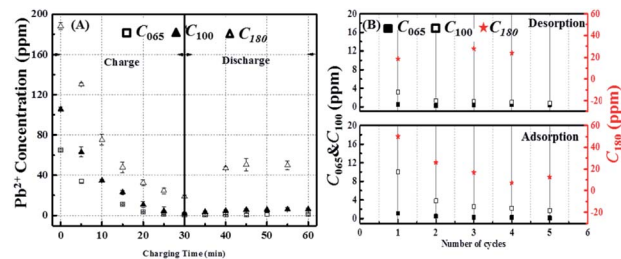 (A) C065 C100 C180
Charge Discharge
Pb2+ Concentration (ppm)
200
160
120
80
40
0
0 10 20 30 40 50 60
Charging Time (min)
(B) C065 C100 C180
Desorption
Adsorption
C065&C100 (ppm)
20
16
12
8
4
0
20
16
12
8
4
0
C180 (ppm)
60
40
20
0
-20
60
40
20
0
-20
0 1 2 3 4 5 6
Number of cycles